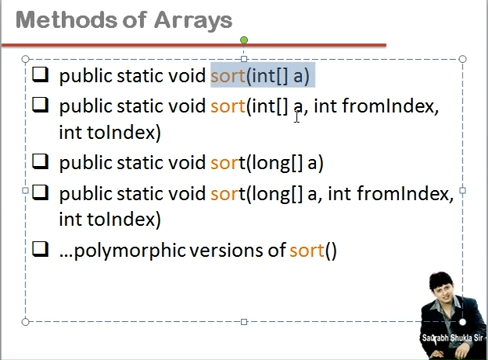 Methods of Arrays
❑ public static void sort(int[] a)
❑ public static void sort(int[] a, int fromIndex,
int toIndex)
❑ public static void sort(long[] a)
❑ public static void sort(long[] a, int fromIndex,
int toIndex)
❑ …polymorphic versions of sort()
Saurabh Shukla Sir